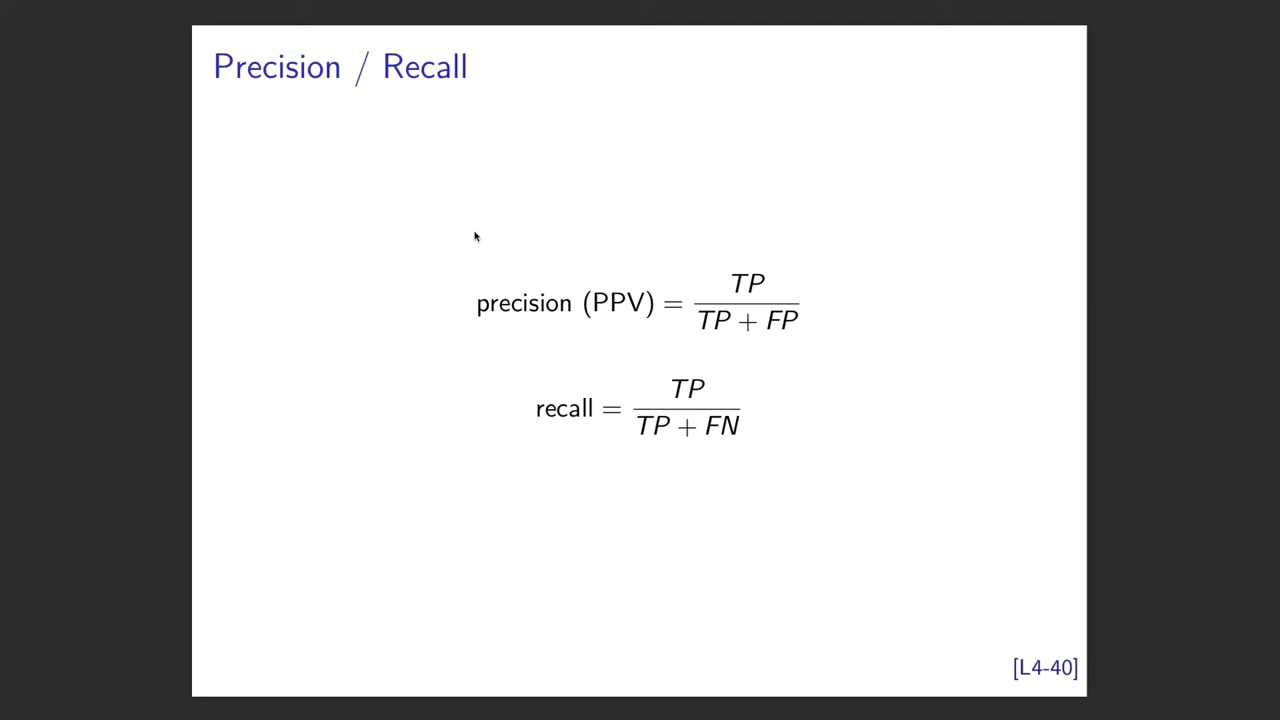 Precision / Recall
precision (PPV) = TP / TP + FP
recall = TP / TP + FN
[L4-40]